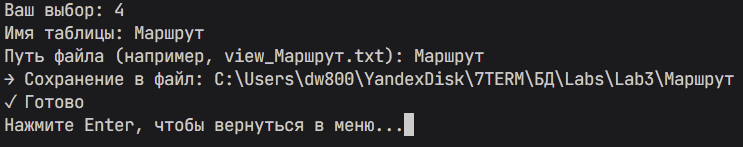 Ваш выбор: 4
Имя таблицы: Маршрут
Путь файла (например, view_Маршрут.txt): Маршрут
→ Сохранение в файл: C:\Users\dw800\YandexDisk\7TERM\БД\Labs\Lab3\Маршрут
✓ Готово
Нажмите Enter, чтобы вернуться в меню...